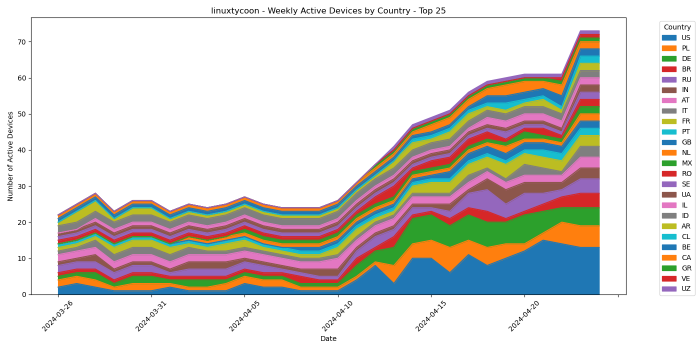 linuxtycoon - Weekly Active Devices by Country - Top 25
Number of Active Devices
70
60
50
40
30
20
10
0
2024-03-26
2024-03-31
2024-04-05
2024-04-10
2024-04-15
2024-04-20
Date
Country
US
PL
DE
BR
RU
IN
AT
IT
FR
PT
GB
NL
MX
RO
SE
UA
IL
ID
AR
CL
BE
CA
GR
VE
UZ